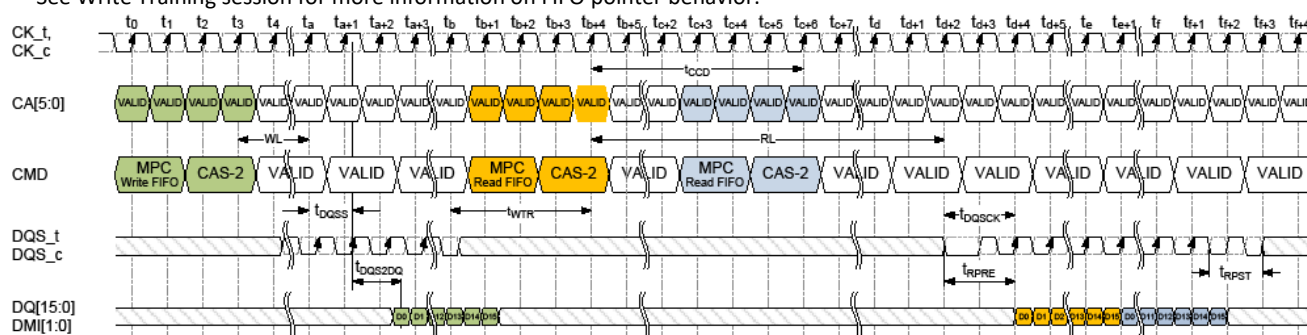 See Write Training session for more information on FIFO pointer behavior.
t0 t1 t2 t3 t4 ta ta+1 ta+2 ta+3 tb tb+1 tb+2 tb+3 tb+4 tb+5 tc+2 tc+3 tc+4 tc+5 tc+6 tc+7 td td+1 td+2 td+3 td+4 td+5 te te+1 tf tf+1 tf+2 tf+3 tf+4
CK_t,
CK_c
tCCD
CA[5:0] VALID VALID VALID VALID VALID VALID VALID VALID VALID VALID VALID VALID VALID VALID VALID VALID VALID VALID VALID VALID VALID VALID VALID VALID VALID VALID VALID VALID VALID VALID VALID VALID VALID
WL RL
CMD MPC Write FIFO CAS-2 VALID VALID VALID MPC Read FIFO CAS-2 VALID MPC Read FIFO CAS-2 VALID VALID VALID VALID VALID VALID
tDQSS tWTR tDQSCK
DQS_t
DQS_c
tDQS2DQ tRPRE tRPST
DQ[15:0] D0 D1 12 D13 D14 D15 D0 D1 D2 D13 D14 D15 D0 D11 D12 D13 D14 D15
DMI[1:0]